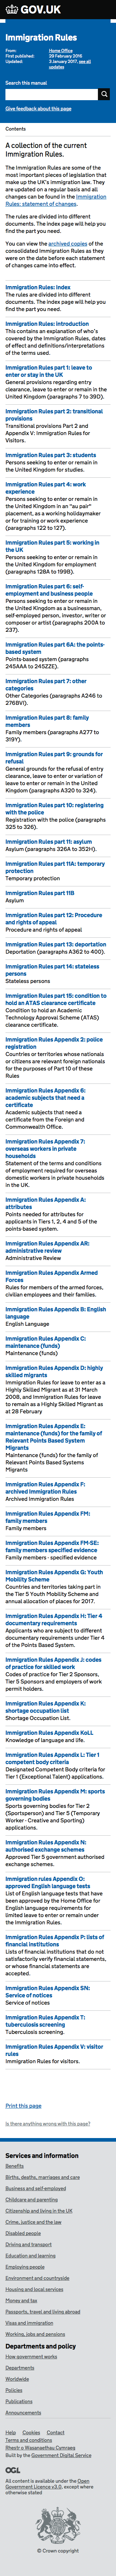 GOV.UK
Immigration Rules
From: Home Office
First published: 29 February 2016
Updated: 3 January 2017, see all
updates
Search this manual
Give feedback about this page
Contents
A collection of the current
Immigration Rules.
The Immigration Rules are some of
the most important pieces of
legislation that make up the UK's
immigration law. They are updated
on a regular basis and all changes
can be found in the Immigration
Rules: statement of changes.
The rules are divided into different
documents. The index page will help
you find the part you need.
You can view the archived copies of
the consolidated Immigration Rules,
as they stood before the dates that
sets of changes came into effect.
Immigration Rules: Index
The rules are divided into different
documents. The index page will help you
find the part you need.
Immigration Rules: introduction
This contains an explanation of who's
covered by the Immigration Rules, dates
of effect and definitions/interpretations
of the terms used.
Immigration Rules part 1: leave to
enter or stay in the UK
General provisions regarding entry
clearance, leave to enter or remain in the
United Kingdom (paragraphs 7 to 39D).
Immigration Rules part 2: transitional
provisions
Transitional provisions Part 2 and
Appendix V: Immigration Rules for
Visitors.
Immigration Rules part 3: students
Persons seeking to enter or remain in
the United Kingdom for studies.
Immigration Rules part 4: work
experience
Persons seeking to enter or remain in
the United Kingdom in an "au pair"
placement, as a working holidaymaker
or for training or work experience
(paragraphs 122 to 127).
Immigration Rules part 5: working in
the UK
Persons seeking to enter or remain in
the United Kingdom for employment
(paragraphs 128A to 199B).
Immigration Rules part 6: self-
employment and business people
Persons seeking to enter or remain in
the United Kingdom as a businessman,
self-employed person, investor, writer or
composer or artist (paragraphs 200A to
237).
Immigration Rules part 6A: the points-
based system
Points-based system (paragraphs
245AAA to 245ZZE).
Immigration Rules part 7: other
categories
Other Categories (paragraphs A246 to
276BVI).
Immigration Rules part 8: family
members
Family members (paragraphs A277 to
319Y).
Immigration Rules part 9: grounds for
refusal
General grounds for the refusal of entry
clearance, leave to enter or variation of
leave to enter or remain in the United
Kingdom (paragraphs A320 to 324).
Immigration Rules part 10: registering
with the police
Registration with the police (paragraphs
325 to 326).
Immigration Rules part 11: asylum
Asylum (paragraphs 326A to 352H).
Immigration Rules part 11A: temporary
protection
Temporary protection
Immigration Rules part 11B
Asylum
Immigration Rules part 12: Procedure
and rights of appeal
Procedure and rights of appeal
Immigration Rules part 13: deportation
Deportation (paragraphs A362 to 400).
Immigration Rules part 14: stateless
persons
Stateless persons
Immigration Rules part 15: condition to
hold an ATAS clearance certificate
Condition to hold an Academic
Technology Approval Scheme (ATAS)
clearance certificate.
Immigration Rules Appendix 2: police
registration
Countries or territories whose nationals
or citizens are relevant foreign nationals
for the purposes of Part 10 of these
Rules
Immigration Rules Appendix 6:
academic subjects that need a
certificate
Academic subjects that need a
certificate from the Foreign and
Commonwealth Office.
Immigration Rules Appendix 7:
overseas workers in private
households
Statement of the terms and conditions
of employment required for overseas
domestic workers in private households
in the UK.
Immigration Rules Appendix A:
attributes
Points needed for attributes for
applicants in Tiers 1, 2, 4 and 5 of the
points-based system.
Immigration Rules Appendix AR:
administrative review
Administrative Review
Immigration Rules Appendix Armed
Forces
Rules for members of the armed forces,
civilian employees and their families.
Immigration Rules Appendix B: English
language
English Language
Immigration Rules Appendix C:
maintenance (funds)
Maintenance (funds)
Immigration Rules Appendix D: highly
skilled migrants
Immigration Rules for leave to enter as a
Highly Skilled Migrant as at 31 March
2008, and immigration Rules for leave
to remain as a Highly Skilled Migrant as
at 28 February
Immigration Rules Appendix E:
maintenance (funds) for the family of
Relevant Points Based System
Migrants
Maintenance (funds) for the family of
Relevant Points Based Systems
Migrants
Immigration Rules Appendix F:
archived Immigration Rules
Archived Immigration Rules
Immigration Rules Appendix FM:
family members
Family members
Immigration Rules Appendix FM-SE:
family members specified evidence
Family members - specified evidence
Immigration Rules Appendix G: Youth
Mobility Scheme
Countries and territories taking part in
the Tier 5 Youth Mobility Scheme and
annual allocations of places for 2017.
Immigration Rules Appendix H: Tier 4
documentary requirements
Applicants who are subject to different
documentary requirements under Tier 4
of the Points Based System.
Immigration Rules Appendix J: codes
of practice for skilled work
Codes of practice for Tier 2 Sponsors,
Tier 5 Sponsors and employers of work
permit holders.
Immigration Rules Appendix K:
shortage occupation list
Shortage Occupation List.
Immigration Rules Appendix KoLL
Knowledge of language and life.
Immigration Rules Appendix L: Tier 1
competent body criteria
Designated Competent Body criteria for
Tier 1 (Exceptional Talent) applications.
Immigration Rules Appendix M: sports
governing bodies
Sports governing bodies for Tier 2
(Sportsperson) and Tier 5 (Temporary
Worker - Creative and Sporting)
applications.
Immigration Rules Appendix N:
authorised exchange schemes
Approved Tier 5 government authorised
exchange schemes.
Immigration rules Appendix O:
approved English language tests
List of English language tests that have
been approved by the Home Office for
English language requirements for
limited leave to enter or remain under
the Immigration Rules.
Immigration Rules Appendix P: lists of
financial institutions
Lists of financial institutions that do not
satisfactorily verify financial statements,
or whose financial statements are
accepted.
Immigration Rules Appendix SN:
Service of notices
Service of notices
Immigration Rules Appendix T:
tuberculosis screening
Tuberculosis screening.
Immigration Rules Appendix V: visitor
rules
Immigration Rules for visitors.
Print this page
Is there anything wrong with this page?
Services and information
Benefits
Births, deaths, marriages and care
Business and self-employed
Childcare and parenting
Citizenship and living in the UK
Crime, justice and the law
Disabled people
Driving and transport
Education and learning
Employing people
Environment and countryside
Housing and local services
Money and tax
Passports, travel and living abroad
Visas and immigration
Working, jobs and pensions
Departments and policy
How government works
Departments
Worldwide
Policies
Publications
Announcements
Help Cookies Contact
Terms and conditions
Rhestr o Wasanaethau Cymraeg
Built by the Government Digital Service
OGL
All content is available under the Open
Government Licence v3.0, except where
otherwise stated
© Crown copyright